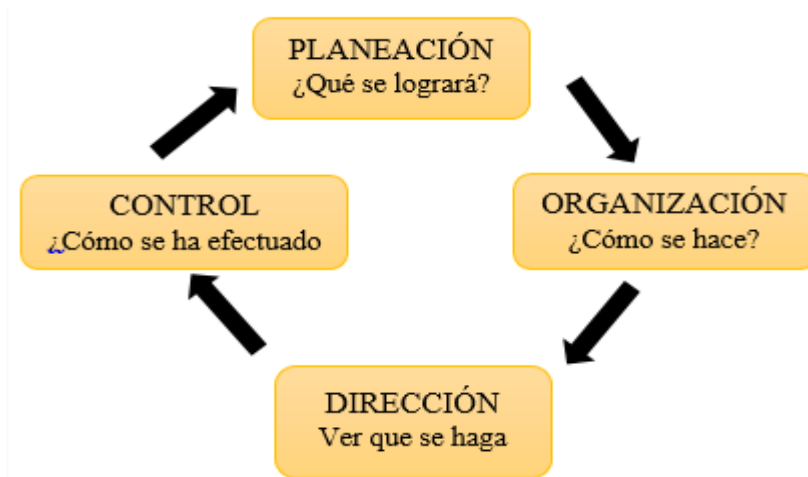 PLANEACIÓN
¿Qué se logrará?
ORGANIZACIÓN
¿Cómo se hace?
DIRECCIÓN
Ver que se haga
CONTROL
¿Cómo se ha efectuado